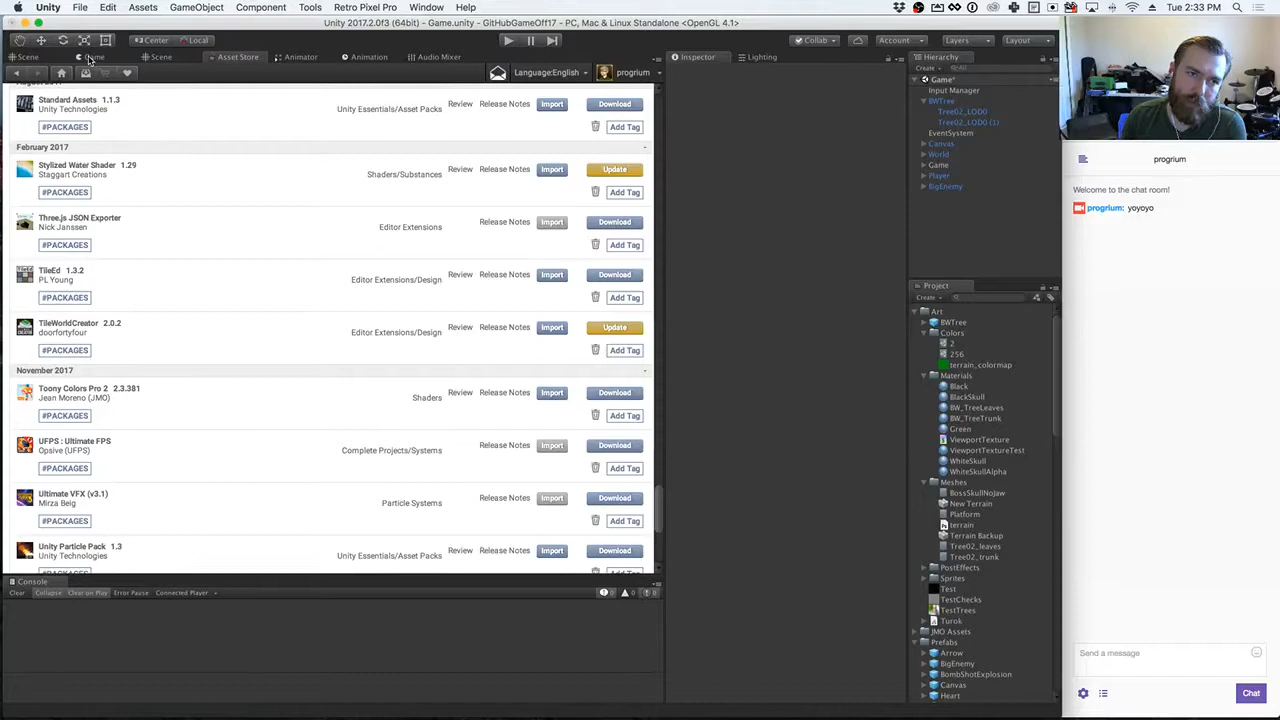 Unity File Edit Assets GameObject Component Tools Retro Pixel Pro Window Help Tue 2:33 PM
Unity 2017.2.0f3 (64bit) - Game.unity - GitHubGameOff17 - PC, Mac & Linux Standalone <OpenGL 4.1>
Center Local Collab Account Layers Layout
Scene Game Scene Asset Store Animator Animation Audio Mixer
Language:English progrium
Standard Assets 1.1.3
Unity Technologies Unity Essentials/Asset Packs Review Release Notes Import Download
#PACKAGES Add Tag
February 2017
Stylized Water Shader 1.29
Staggart Creations Shaders/Substances Review Release Notes Import Update
#PACKAGES Add Tag
Three.js JSON Exporter
Nick Janssen Editor Extensions Review Release Notes Import Download
#PACKAGES Add Tag
TileEd 1.3.2
PL Young Editor Extensions/Design Review Release Notes Import Download
#PACKAGES Add Tag
TileWorldCreator 2.0.2
doorfortyfour Editor Extensions/Design Review Release Notes Import Update
#PACKAGES Add Tag
November 2017
Toony Colors Pro 2 2.3.381
Jean Moreno (JMO) Shaders Review Release Notes Import Download
#PACKAGES Add Tag
UFPS : Ultimate FPS
Opsive (UFPS) Complete Projects/Systems Review Release Notes Import Download
#PACKAGES Add Tag
Ultimate VFX (v3.1)
Mirza Beig Particle Systems Review Release Notes Import Download
#PACKAGES Add Tag
Unity Particle Pack 1.3
Unity Technologies Unity Essentials/Asset Packs Review Release Notes Import Download
Console
Clear Collapse Clear on Play Error Pause Connected Player 0 0 0
Inspector Lighting
Hierarchy
Create
Game*
Input Manager
BWTree
Tree02_LOD0
Tree02_LOD0 (1)
EventSystem
Canvas
World
Game
Player
BigEnemy
Project
Create
Art
BWTree
Colors
2
256
terrain_colormap
Materials
Black
BlackSkull
BW_TreeLeaves
BW_TreeTrunk
Green
ViewportTexture
ViewportTextureTest
WhiteSkull
WhiteSkullAlpha
Meshes
BossSkullNoJaw
New Terrain
Platform
terrain
Terrain Backup
Tree02_leaves
Tree02_trunk
PostEffects
Sprites
Test
TestChecks
TestTrees
Turok
JMO Assets
Prefabs
Arrow
BigEnemy
BombShotExplosion
Canvas
Heart
progrium
Welcome to the chat room!
progrium: yoyoyo
Send a message
Chat